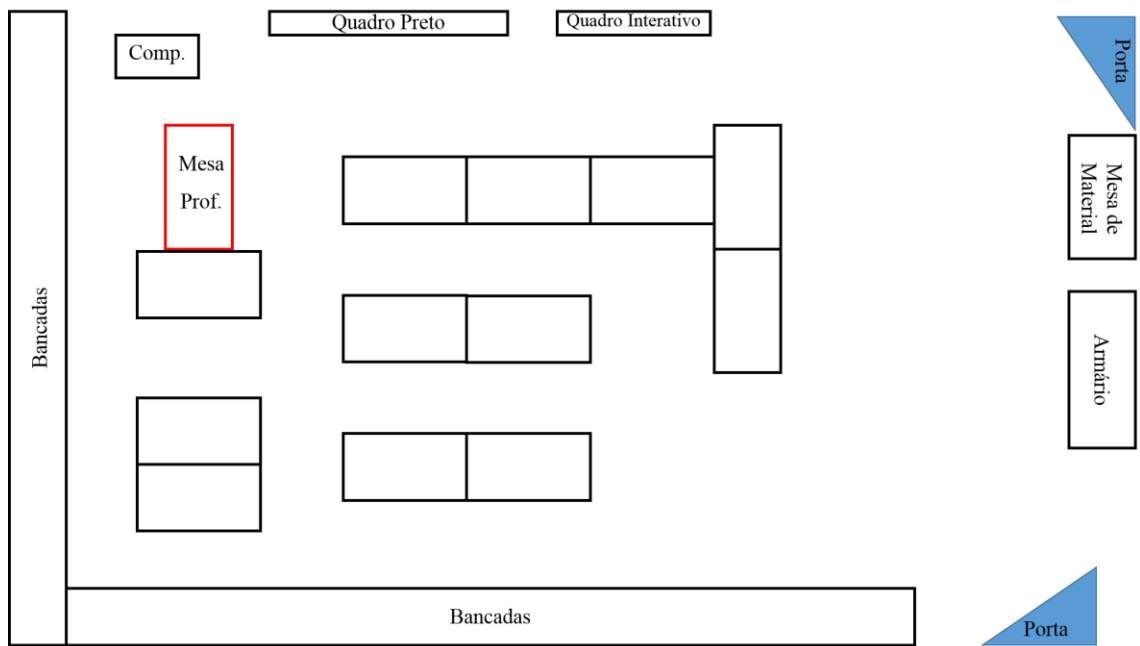 Quadro Preto
Quadro Interativo
Comp.
Porta
Mesa
Prof.
Mesa de
Material
Bancadas
Armário
Bancadas
Porta